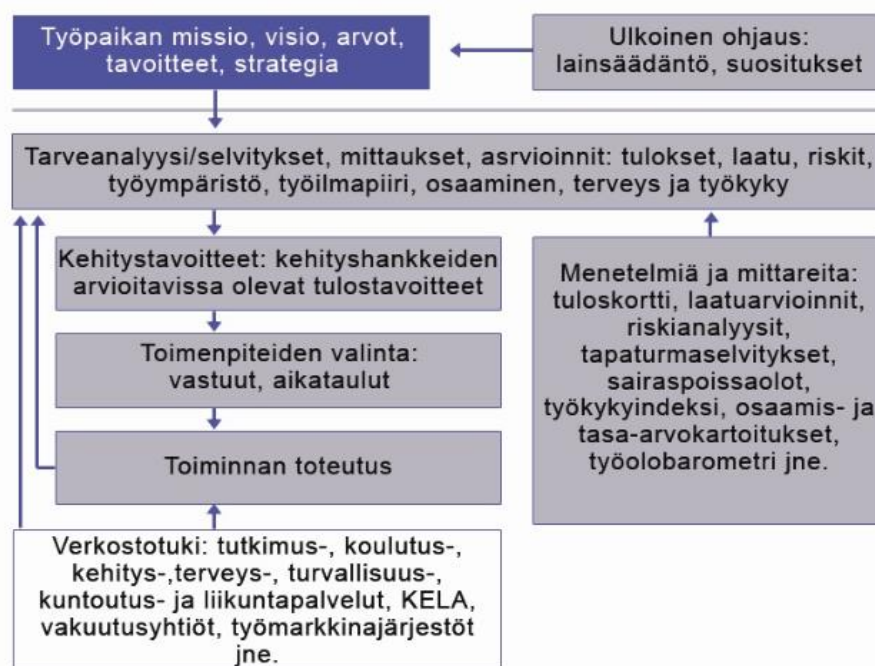 Työpaikan missio, visio, arvot,
tavoitteet, strategia
Ulkoinen ohjaus:
lainsäädäntö, suositukset
Tarveanalyysi/selvitykset, mittaukset, asrvioinnit: tulokset, laatu, riskit,
työympäristö, työilmapiiri, osaaminen, terveys ja työkyky
Kehitystavoitteet: kehityshankkeiden
arvioitavissa olevat tulostavoitteet
Toimenpiteiden valinta:
vastuut, aikataulut
Toiminnan toteutus
Verkostotuki: tutkimus-, koulutus-,
kehitys-,terveys-, turvallisuus-,
kuntoutus- ja liikuntapalvelut, KELA,
vakuutusyhtiöt, työmarkkinajärjestöt
jne.
Menetelmiä ja mittareita:
tuloskortti, laatuarvioinnit,
riskianalyysit,
tapaturmaselvitykset,
sairaspoissaolot,
työkykyindeksi, osaamis- ja
tasa-arvokartoitukset,
työolobarometri jne.